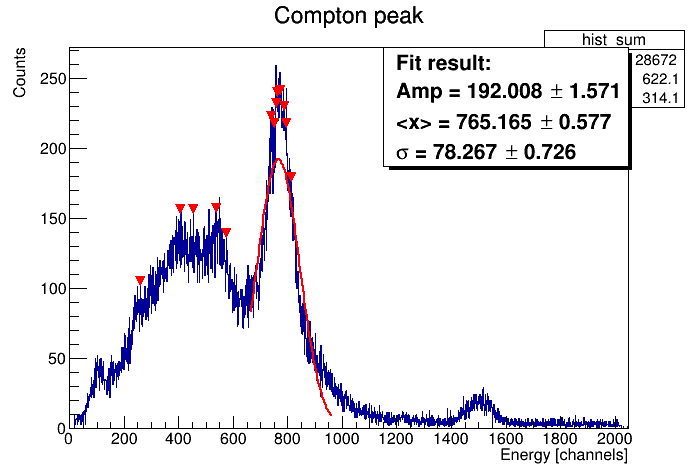 Compton peak
hist_sum
28672
622.1
314.1
Fit result:
Amp = 192.008 ± 1.571
<x> = 765.165 ± 0.577
σ = 78.267 ± 0.726
Counts
250
200
150
100
50
0
0 200 400 600 800 1000 1200 1400 1600 1800 2000
Energy [channels]